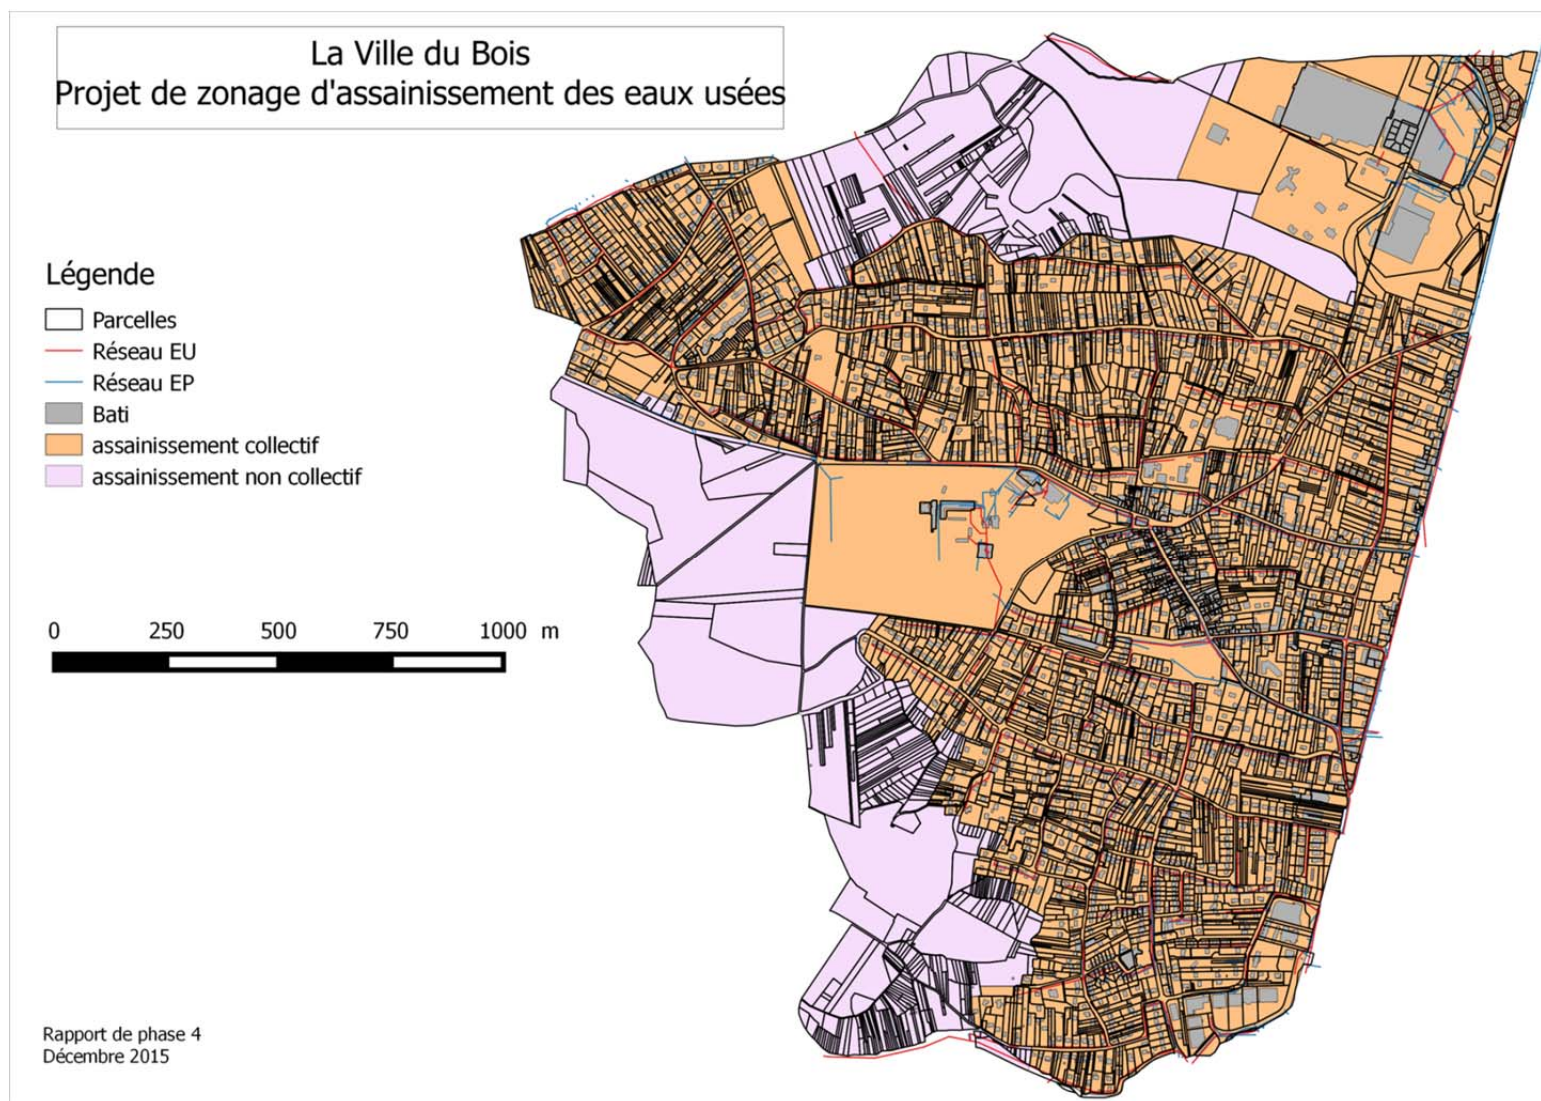 La Ville du Bois
Projet de zonage d'assainissement des eaux usées
Légende
Parcelles
Réseau EU
Réseau EP
Bati
assainissement collectif
assainissement non collectif
0 250 500 750 1000 m
Rapport de phase 4
Décembre 2015